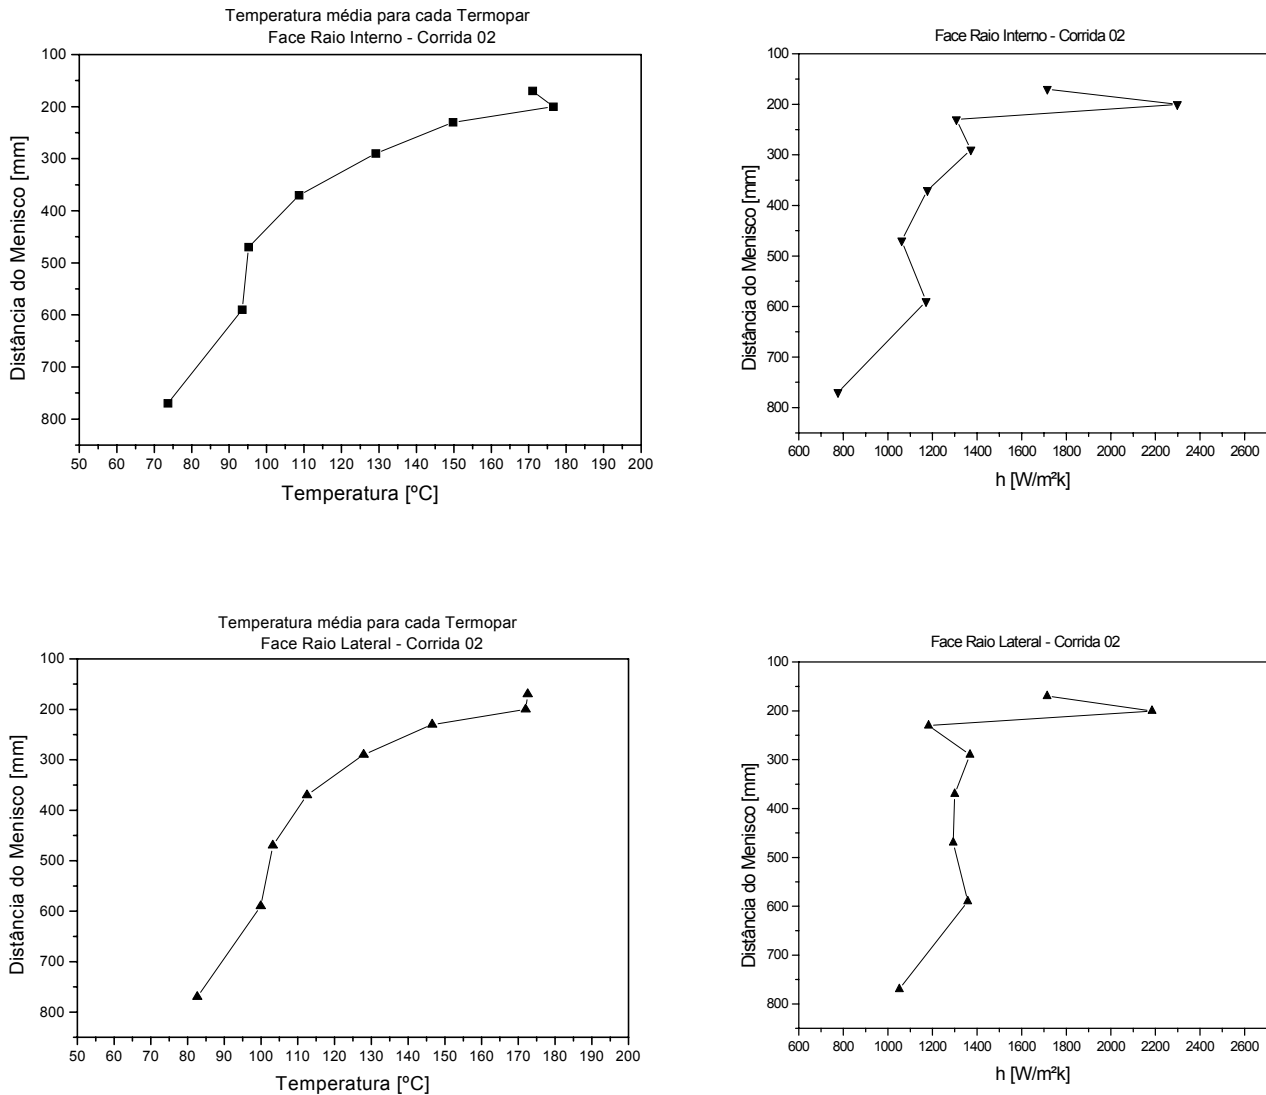 Temperatura média para cada Termopar
Face Raio Interno - Corrida 02
100
200
300
400
500
600
700
800
Distância do Menisco [mm]
50 60 70 80 90 100 110 120 130 140 150 160 170 180 190 200
Temperatura [ºC]
Face Raio Interno - Corrida 02
100
200
300
400
500
600
700
800
Distância do Menisco [mm]
600 800 1000 1200 1400 1600 1800 2000 2200 2400 2600
h [W/m²k]
Temperatura média para cada Termopar
Face Raio Lateral - Corrida 02
100
200
300
400
500
600
700
800
Distância do Menisco [mm]
50 60 70 80 90 100 110 120 130 140 150 160 170 180 190 200
Temperatura [ºC]
Face Raio Lateral - Corrida 02
100
200
300
400
500
600
700
800
Distância do Menisco [mm]
600 800 1000 1200 1400 1600 1800 2000 2200 2400 2600
h [W/m²k]